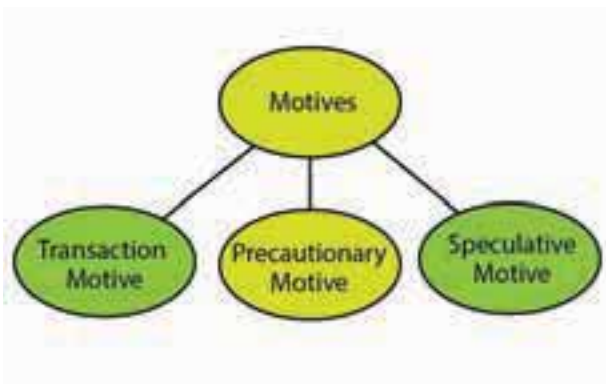 Motives
Transaction
Motive
Precautionary
Motive
Speculative
Motive